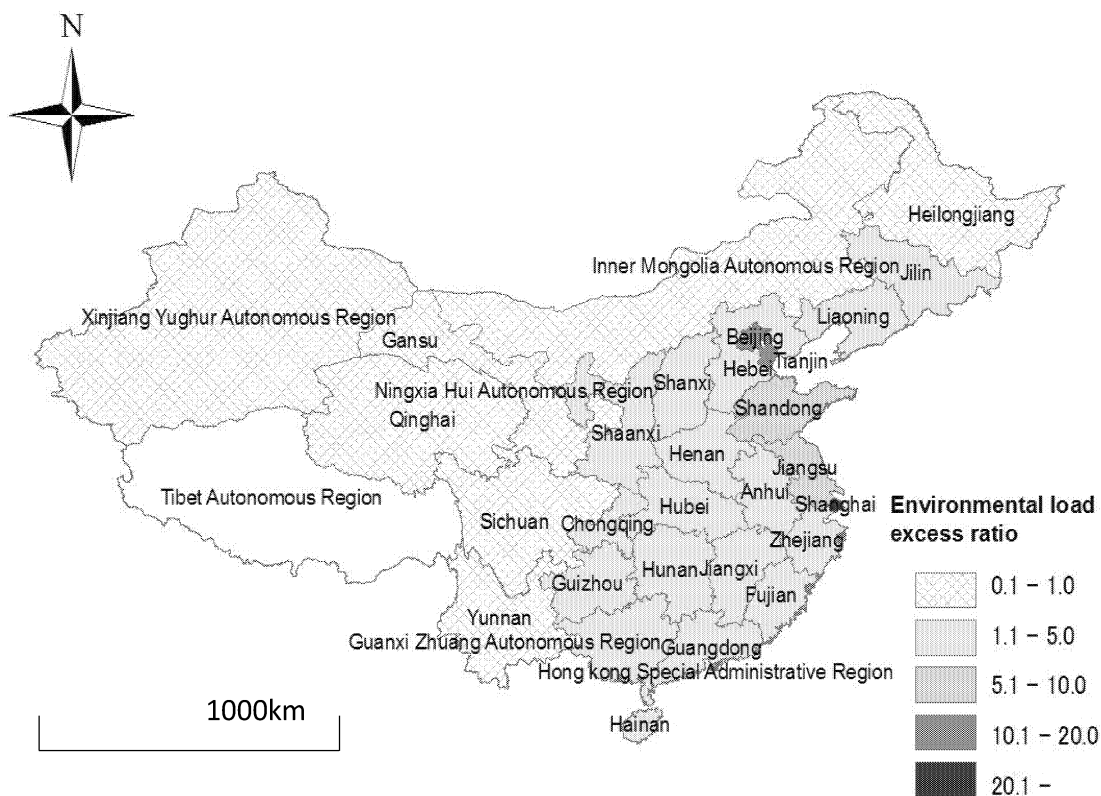 N
Heilongjiang
Inner Mongolia Autonomous Region
Jilin
Xinjiang Yughur Autonomous Region
Gansu
Liaoning
Beijing
Tianjin
Hebei
Ningxia Hui Autonomous Region
Shanxi
Qinghai
Shandong
Shaanxi
Henan
Jiangsu
Tibet Autonomous Region
Anhui
Shanghai
Sichuan
Chongqing
Hubei
Zhejiang
Guizhou
Hunan
Jiangxi
Fujian
Yunnan
Guanxi Zhuang Autonomous Region
Guangdong
Hong kong Special Administrative Region
Hainan
1000km
Environmental load
excess ratio
0.1 - 1.0
1.1 - 5.0
5.1 - 10.0
10.1 - 20.0
20.1 -